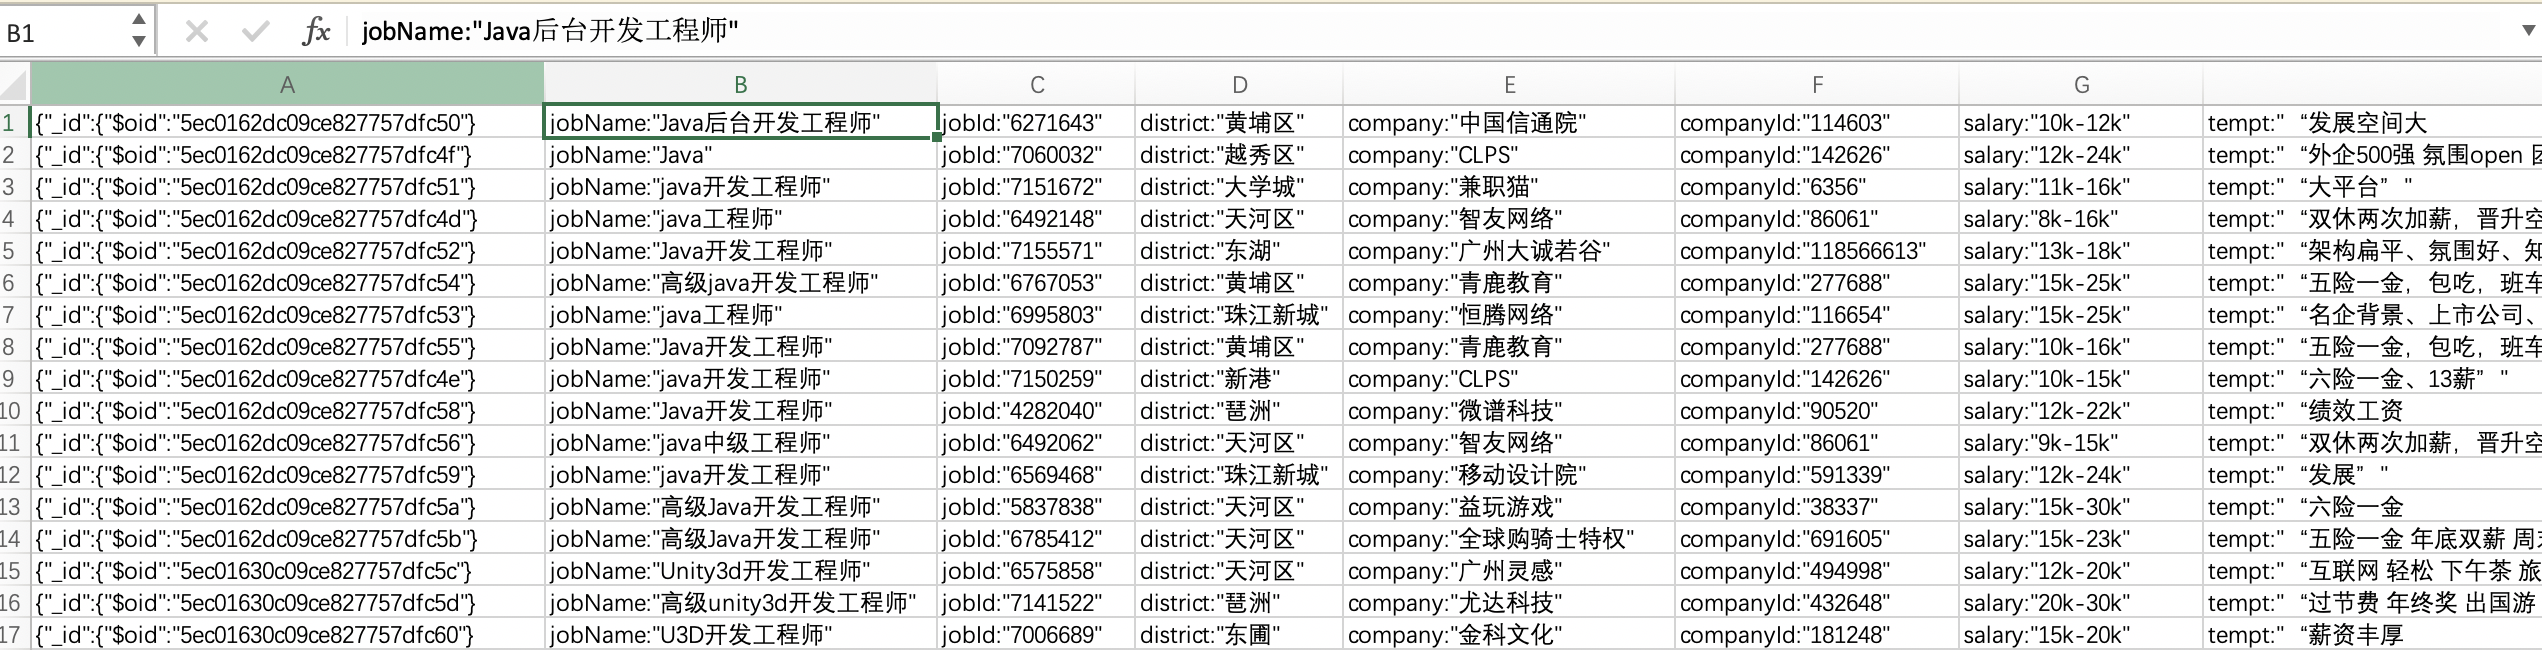 B1 fx jobName:"Java后台开发工程师"
A B C D E F G
1 {"_id":{"$oid":"5ec0162dc09ce827757dfc50"} jobName:"Java后台开发工程师" jobId:"6271643" district:"黄埔区" company:"中国信通院" companyId:"114603" salary:"10k-12k" tempt:" “发展空间大
2 {"_id":{"$oid":"5ec0162dc09ce827757dfc4f"} jobName:"Java" jobId:"7060032" district:"越秀区" company:"CLPS" companyId:"142626" salary:"12k-24k" tempt:" “外企500强 氛围open
3 {"_id":{"$oid":"5ec0162dc09ce827757dfc51"} jobName:"java开发工程师" jobId:"7151672" district:"大学城" company:"兼职猫" companyId:"6356" salary:"11k-16k" tempt:" “大平台” "
4 {"_id":{"$oid":"5ec0162dc09ce827757dfc4d"} jobName:"java工程师" jobId:"6492148" district:"天河区" company:"智友网络" companyId:"86061" salary:"8k-16k" tempt:" “双休两次加薪，晋升空
5 {"_id":{"$oid":"5ec0162dc09ce827757dfc52"} jobName:"Java开发工程师" jobId:"7155571" district:"东湖" company:"广州大诚若谷" companyId:"118566613" salary:"13k-18k" tempt:" “架构扁平、氛围好、知
6 {"_id":{"$oid":"5ec0162dc09ce827757dfc54"} jobName:"高级java开发工程师" jobId:"6767053" district:"黄埔区" company:"青鹿教育" companyId:"277688" salary:"15k-25k" tempt:" “五险一金，包吃，班车
7 {"_id":{"$oid":"5ec0162dc09ce827757dfc53"} jobName:"java工程师" jobId:"6995803" district:"珠江新城" company:"恒腾网络" companyId:"116654" salary:"15k-25k" tempt:" “名企背景、上市公司、
8 {"_id":{"$oid":"5ec0162dc09ce827757dfc55"} jobName:"Java开发工程师" jobId:"7092787" district:"黄埔区" company:"青鹿教育" companyId:"277688" salary:"10k-16k" tempt:" “五险一金，包吃，班车
9 {"_id":{"$oid":"5ec0162dc09ce827757dfc4e"} jobName:"java开发工程师" jobId:"7150259" district:"新港" company:"CLPS" companyId:"142626" salary:"10k-15k" tempt:" “六险一金、13薪” "
10 {"_id":{"$oid":"5ec0162dc09ce827757dfc58"} jobName:"Java开发工程师" jobId:"4282040" district:"琶洲" company:"微谱科技" companyId:"90520" salary:"12k-22k" tempt:" “绩效工资
11 {"_id":{"$oid":"5ec0162dc09ce827757dfc56"} jobName:"java中级工程师" jobId:"6492062" district:"天河区" company:"智友网络" companyId:"86061" salary:"9k-15k" tempt:" “双休两次加薪，晋升空
12 {"_id":{"$oid":"5ec0162dc09ce827757dfc59"} jobName:"java开发工程师" jobId:"6569468" district:"珠江新城" company:"移动设计院" companyId:"591339" salary:"12k-24k" tempt:" “发展” "
13 {"_id":{"$oid":"5ec0162dc09ce827757dfc5a"} jobName:"高级Java开发工程师" jobId:"5837838" district:"天河区" company:"益玩游戏" companyId:"38337" salary:"15k-30k" tempt:" “六险一金
14 {"_id":{"$oid":"5ec0162dc09ce827757dfc5b"} jobName:"高级Java开发工程师" jobId:"6785412" district:"天河区" company:"全球购骑士特权" companyId:"691605" salary:"15k-23k" tempt:" “五险一金 年底双薪 周
15 {"_id":{"$oid":"5ec01630c09ce827757dfc5c"} jobName:"Unity3d开发工程师" jobId:"6575858" district:"天河区" company:"广州灵感" companyId:"494998" salary:"12k-20k" tempt:" “互联网 轻松 下午茶 旅
16 {"_id":{"$oid":"5ec01630c09ce827757dfc5d"} jobName:"高级unity3d开发工程师" jobId:"7141522" district:"琶洲" company:"尤达科技" companyId:"432648" salary:"20k-30k" tempt:" “过节费 年终奖 出国游
17 {"_id":{"$oid":"5ec01630c09ce827757dfc60"} jobName:"U3D开发工程师" jobId:"7006689" district:"东圃" company:"金科文化" companyId:"181248" salary:"15k-20k" tempt:" “薪资丰厚